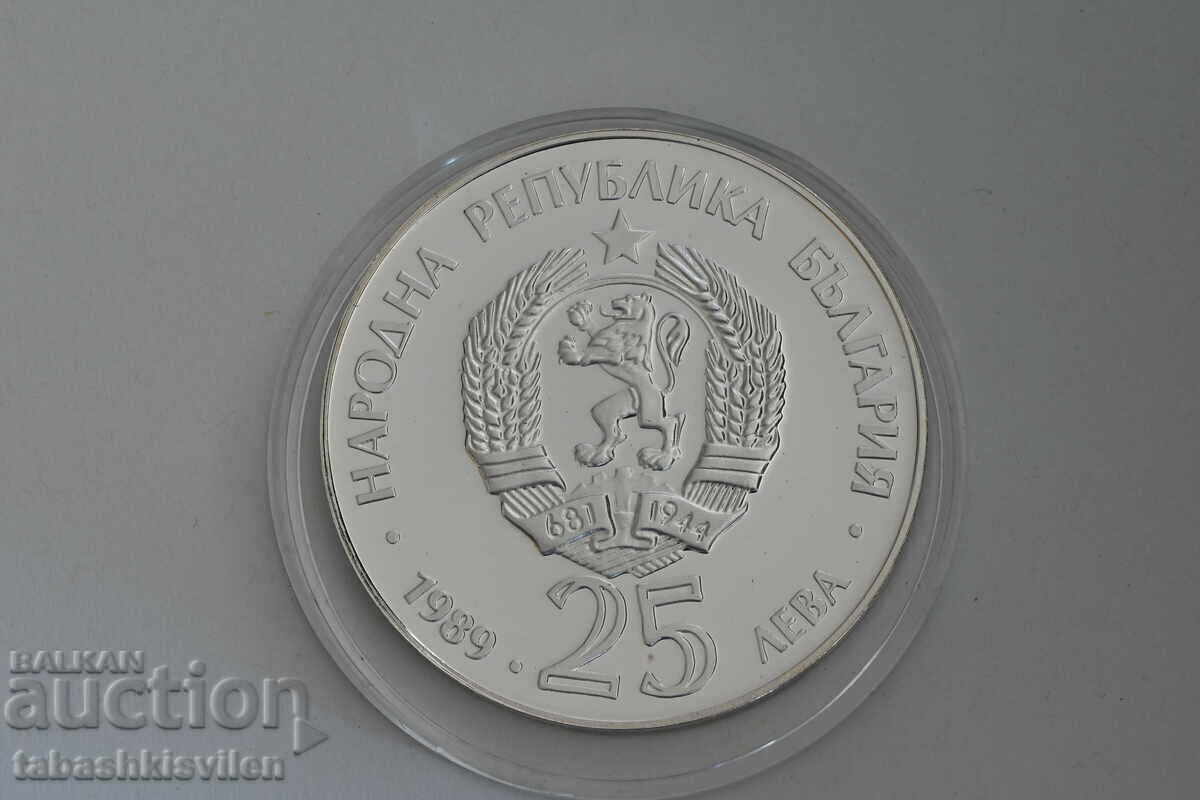 · НАРОДНА РЕПУБЛИКА БЪЛГАРИЯ ·
681 1944
· 1989 ·
25
ЛЕВА
BALKAN
auction
tabashkisvilen